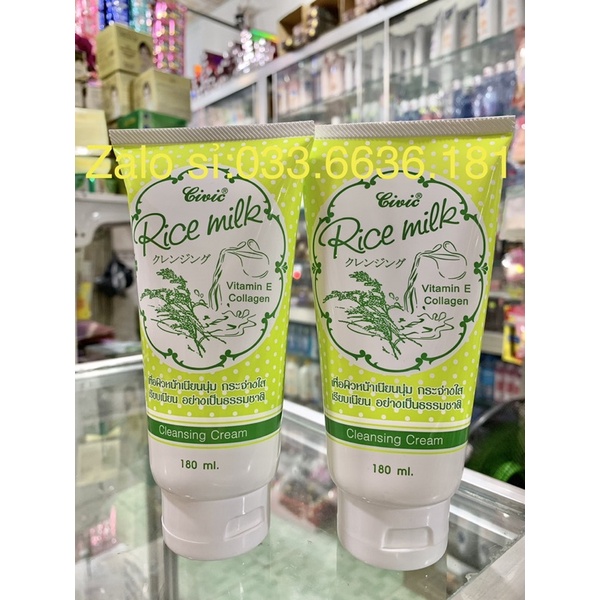 Zalo sỉ:033.6636.181
Civic®
Rice milk
クレンジング
Vitamin E
Collagen
เพื่อผิวหน้าเนียนนุ่ม กระจ่างใส
เรียบเนียน อย่างเป็นธรรมชาติ
Cleansing Cream
180 ml.
Civic®
Rice milk
クレンジング
Vitamin E
Collagen
เพื่อผิวหน้าเนียนนุ่ม กระจ่างใส
เรียบเนียน อย่างเป็นธรรมชาติ
Cleansing Cream
180 ml.